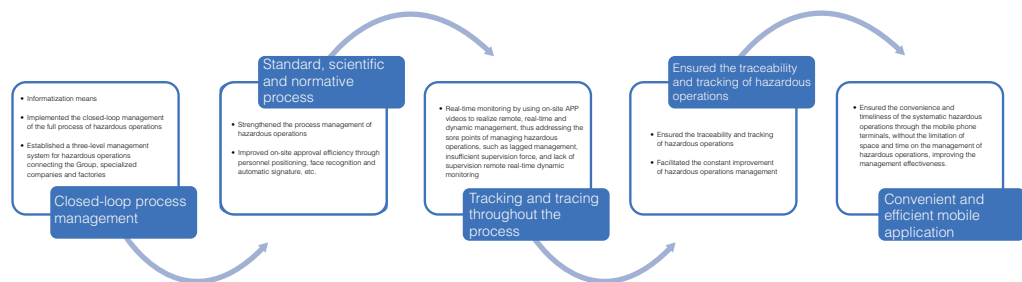 • Informatization means
• Implemented the closed-loop management
of the full process of hazardous operations
• Established a three-level management
system for hazardous operations
connecting the Group, specialized
companies and factories
Closed-loop process
management
Standard, scientific
and normative
process
• Strengthened the process management of
hazardous operations
• Improved on-site approval efficiency through
personnel positioning, face recognition and
automatic signature, etc.
• Real-time monitoring by using on-site APP
videos to realize remote, real-time and
dynamic management, thus addressing the
sore points of managing hazardous
operations, such as lagged management,
insufficient supervision force, and lack of
supervision remote real-time dynamic
monitoring
Tracking and tracing
throughout the
process
Ensured the traceability
and tracking of hazardous
operations
• Ensured the traceability and tracking
of hazardous operations
• Facilitated the constant improvement
of hazardous operations management
• Ensured the convenience and
timeliness of the systematic hazardous
operations through the mobile phone
terminals, without the limitation of
space and time on the management of
hazardous operations, improving the
management effectiveness.
Convenient and
efficient mobile
application